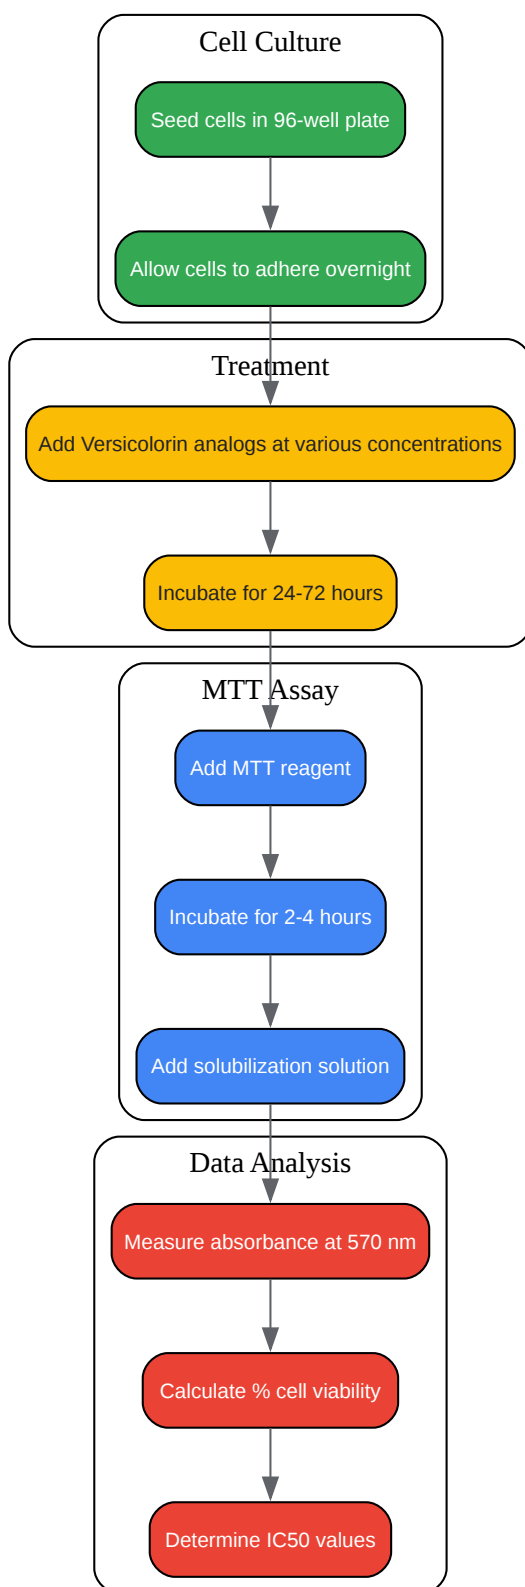 Cell Culture
Seed cells in 96-well plate
Allow cells to adhere overnight
Treatment
Add Versicolorin analogs at various concentrations
Incubate for 24-72 hours
MTT Assay
Add MTT reagent
Incubate for 2-4 hours
Add solubilization solution
Data Analysis
Measure absorbance at 570 nm
Calculate % cell viability
Determine IC50 values